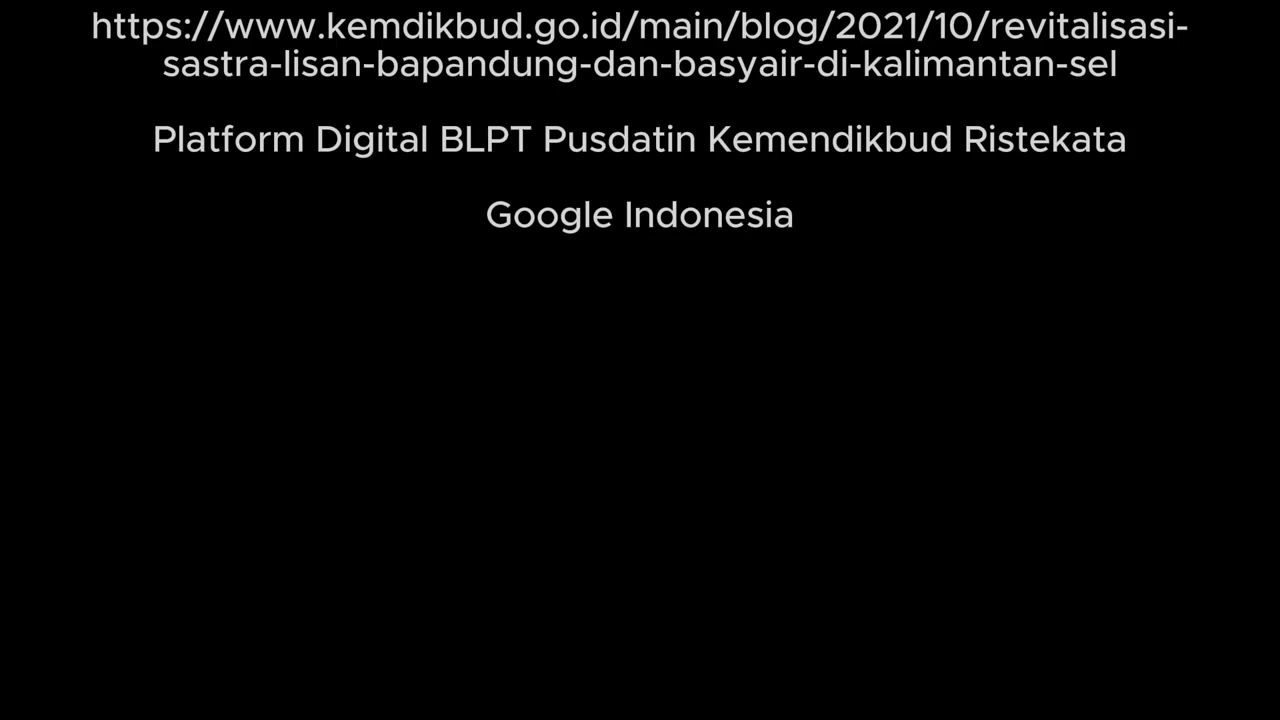 https://www.kemdikbud.go.id/main/blog/2021/10/revitalisasi-
sastra-lisan-bapandung-dan-basyair-di-kalimantan-sel
Platform Digital BLPT Pusdatin Kemendikbud Ristekata
Google Indonesia